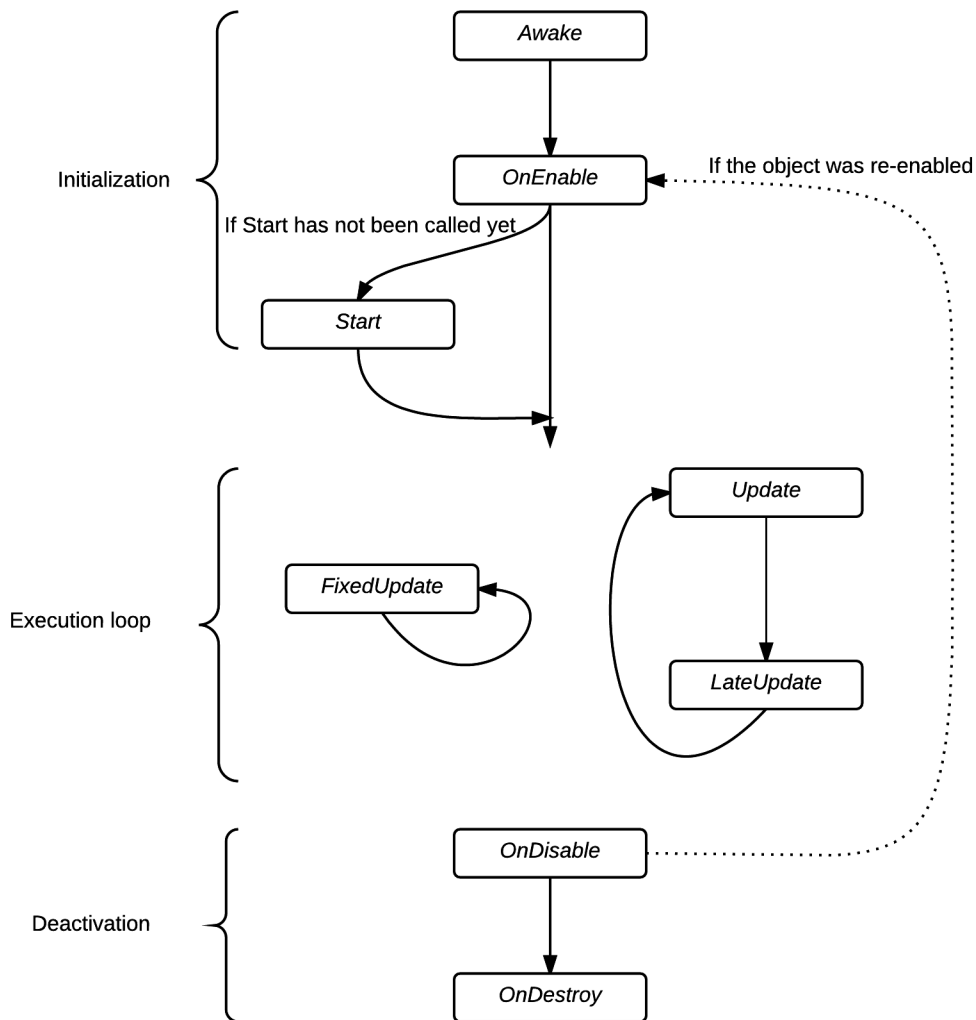 Awake
If the object was re-enabled
Initialization
OnEnable
If Start has not been called yet
Start
Update
FixedUpdate
Execution loop
LateUpdate
OnDisable
Deactivation
OnDestroy